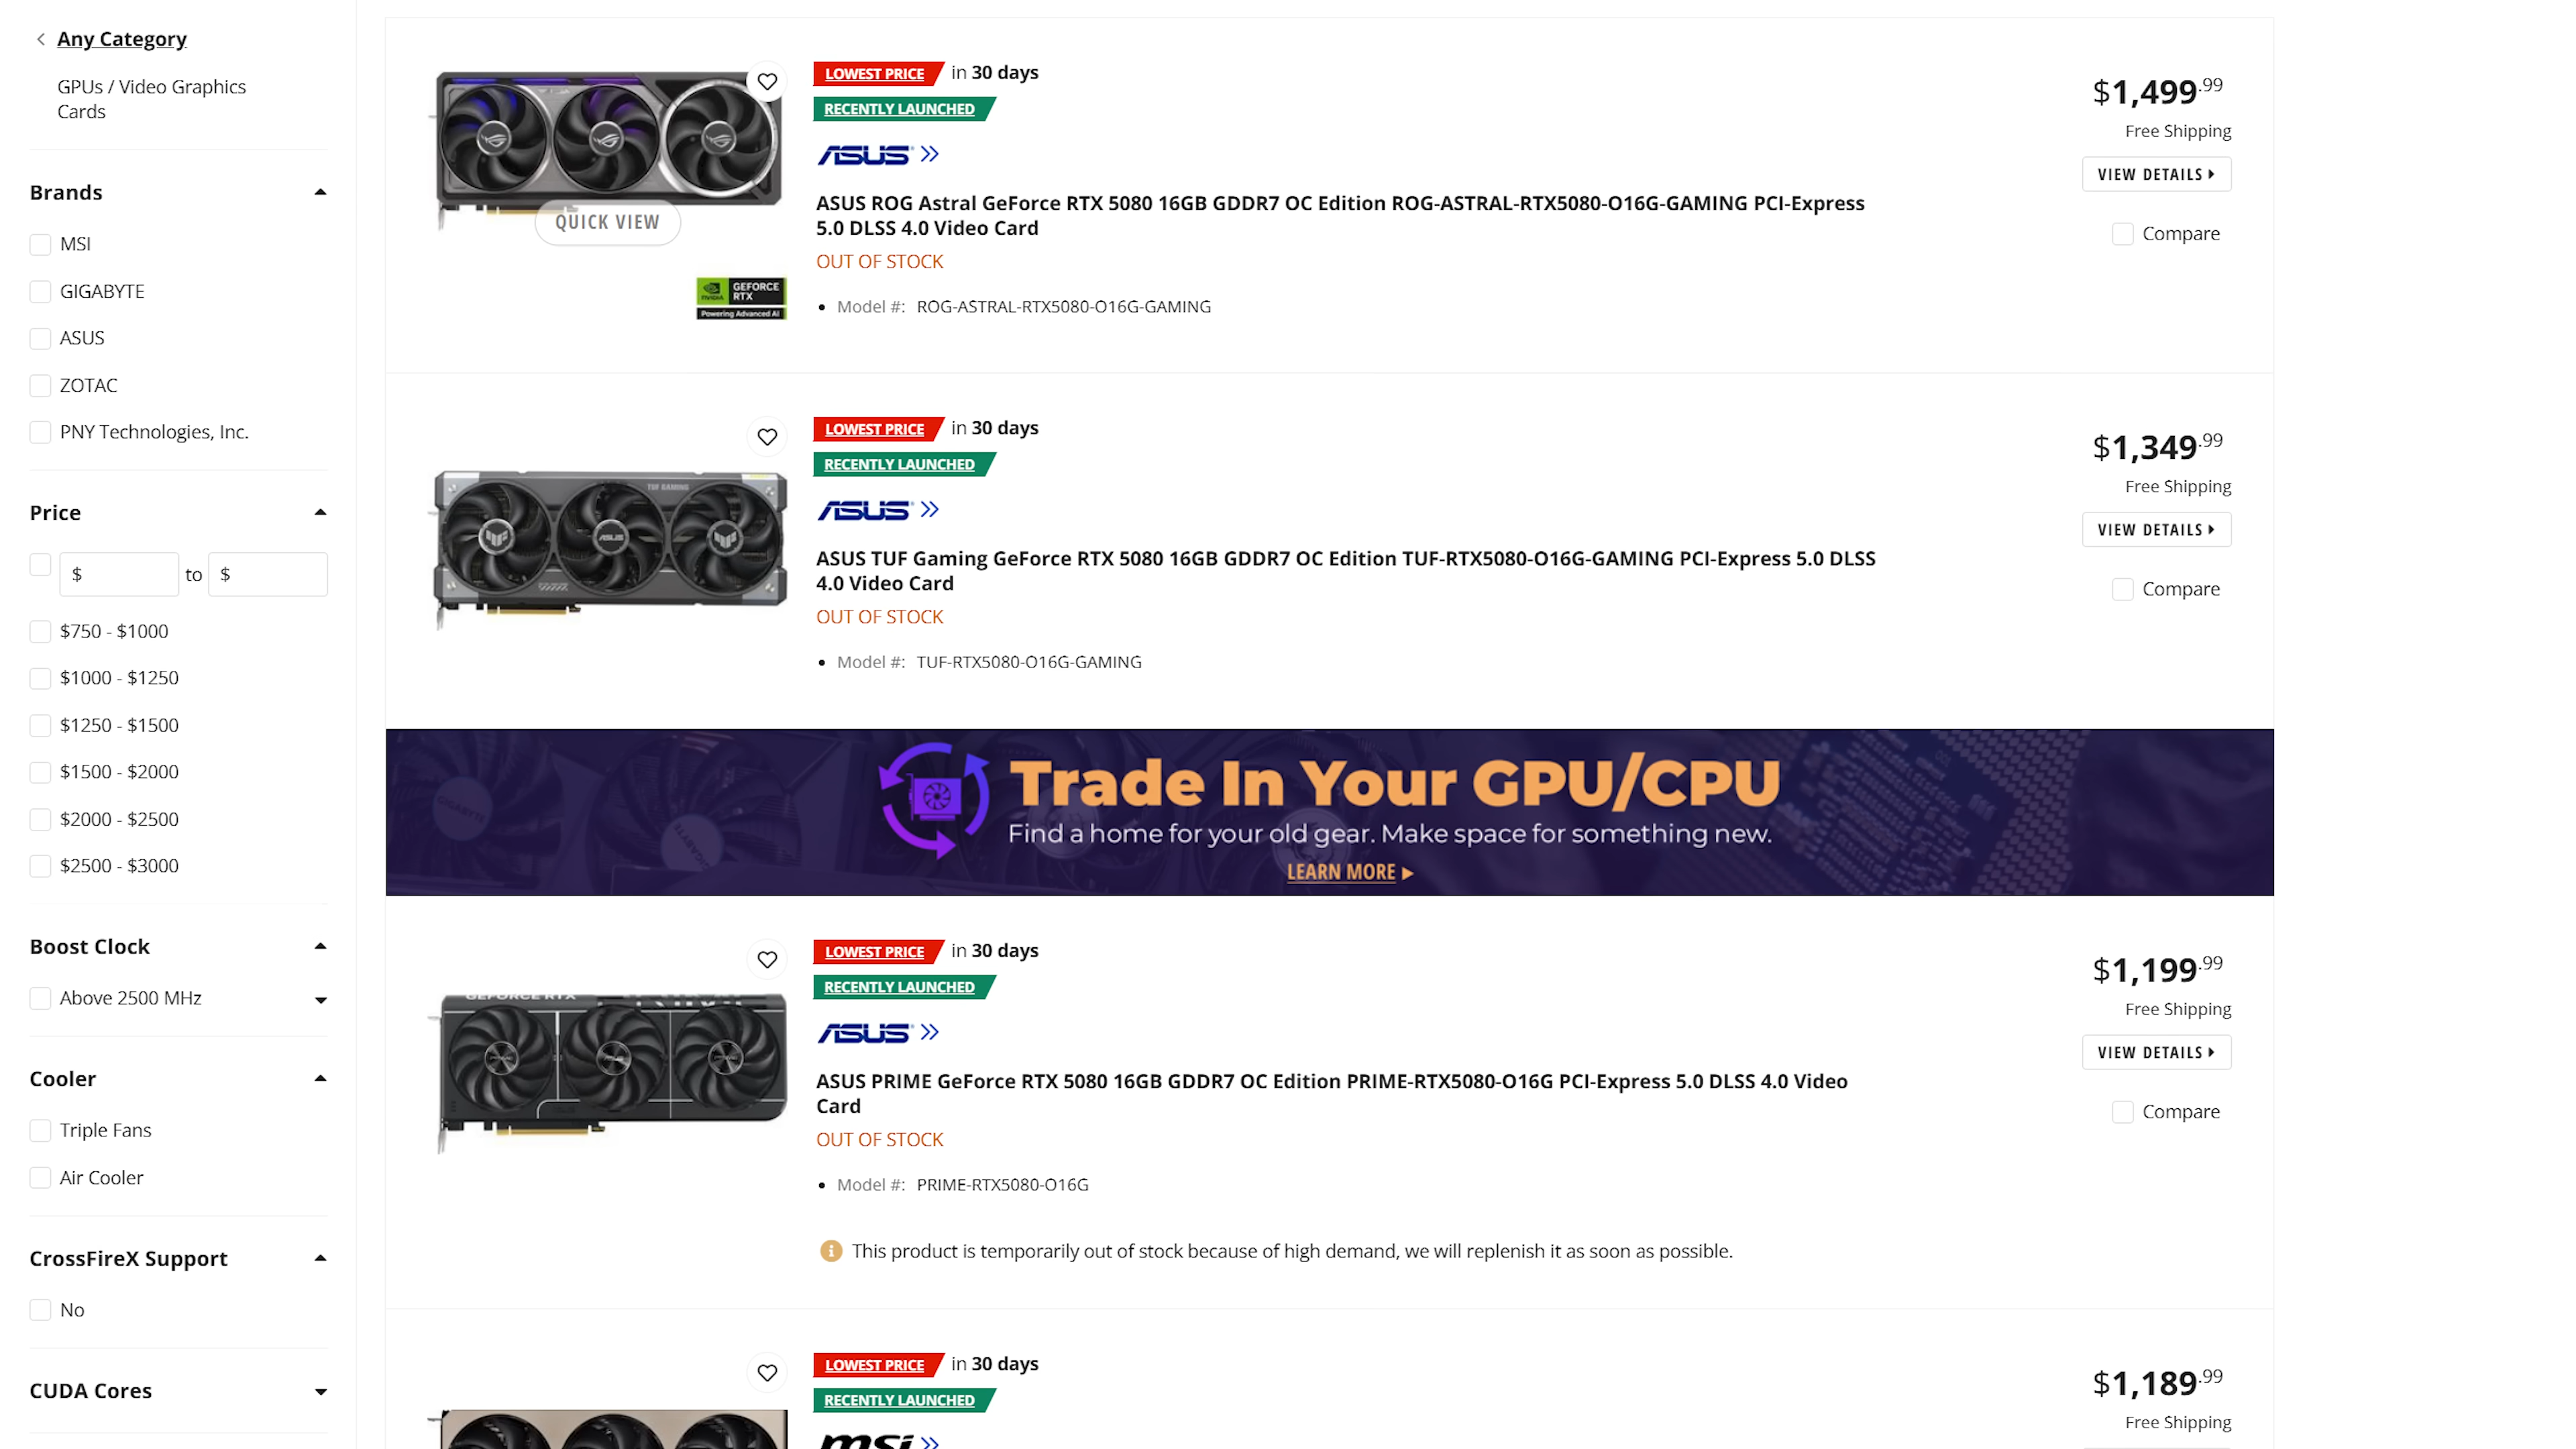 Any Category
GPUs / Video Graphics
Cards
Brands
MSI
GIGABYTE
ASUS
ZOTAC
PNY Technologies, Inc.
Price
$ to $
$750 - $1000
$1000 - $1250
$1250 - $1500
$1500 - $2000
$2000 - $2500
$2500 - $3000
Boost Clock
Above 2500 MHz
Cooler
Triple Fans
Air Cooler
CrossFireX Support
No
CUDA Cores
QUICK VIEW
NVIDIA GEFORCE
RTX
Powering Advanced AI
LOWEST PRICE in 30 days
RECENTLY LAUNCHED
ASUS
ASUS ROG Astral GeForce RTX 5080 16GB GDDR7 OC Edition ROG-ASTRAL-RTX5080-O16G-GAMING PCI-Express
5.0 DLSS 4.0 Video Card
OUT OF STOCK
Model #: ROG-ASTRAL-RTX5080-O16G-GAMING
$1,499.99
Free Shipping
VIEW DETAILS
Compare
TUF GAMING
ASUS
LOWEST PRICE in 30 days
RECENTLY LAUNCHED
ASUS
ASUS TUF Gaming GeForce RTX 5080 16GB GDDR7 OC Edition TUF-RTX5080-O16G-GAMING PCI-Express 5.0 DLSS
4.0 Video Card
OUT OF STOCK
Model #: TUF-RTX5080-O16G-GAMING
$1,349.99
Free Shipping
VIEW DETAILS
Compare
GIGABYTE
GIGABYTE
Trade In Your GPU/CPU
Find a home for your old gear. Make space for something new.
LEARN MORE
GEFORCE RTX
LOWEST PRICE in 30 days
RECENTLY LAUNCHED
ASUS
ASUS PRIME GeForce RTX 5080 16GB GDDR7 OC Edition PRIME-RTX5080-O16G PCI-Express 5.0 DLSS 4.0 Video
Card
OUT OF STOCK
Model #: PRIME-RTX5080-O16G
This product is temporarily out of stock because of high demand, we will replenish it as soon as possible.
$1,199.99
Free Shipping
VIEW DETAILS
Compare
LOWEST PRICE in 30 days
RECENTLY LAUNCHED
msi
$1,189.99
Free Shipping